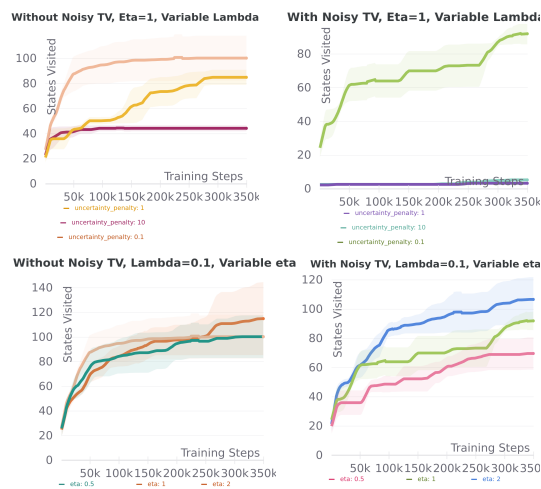 Without Noisy TV, Eta=1, Variable Lambda
States Visited
100
80
60
40
20
0
Training Steps
50k 100k 150k 200k 250k 300k 350k
uncertainty_penalty: 1
uncertainty_penalty: 10
uncertainty_penalty: 0.1
With Noisy TV, Eta=1, Variable Lambda
States Visited
80
60
40
20
0
Training Steps
50k 100k 150k 200k 250k 300k 350k
uncertainty_penalty: 1
uncertainty_penalty: 10
uncertainty_penalty: 0.1
Without Noisy TV, Lambda=0.1, Variable eta
States Visited
140
120
100
80
60
40
20
0
Training Steps
50k 100k 150k 200k 250k 300k 350k
eta: 0.5 eta: 1 eta: 2
With Noisy TV, Lambda=0.1, Variable eta
States Visited
120
100
80
60
40
20
0
Training Steps
50k 100k 150k 200k 250k 300k 350k
eta: 0.5 eta: 1 eta: 2